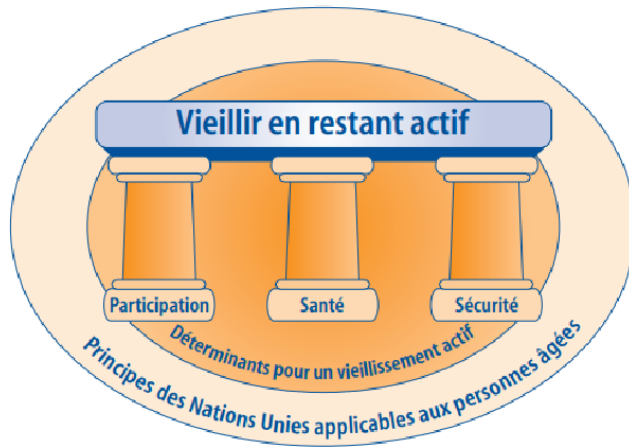 Vieillir en restant actif
Participation
Santé
Sécurité
Déterminants pour un vieillissement actif
Principes des Nations Unies applicables aux personnes âgées